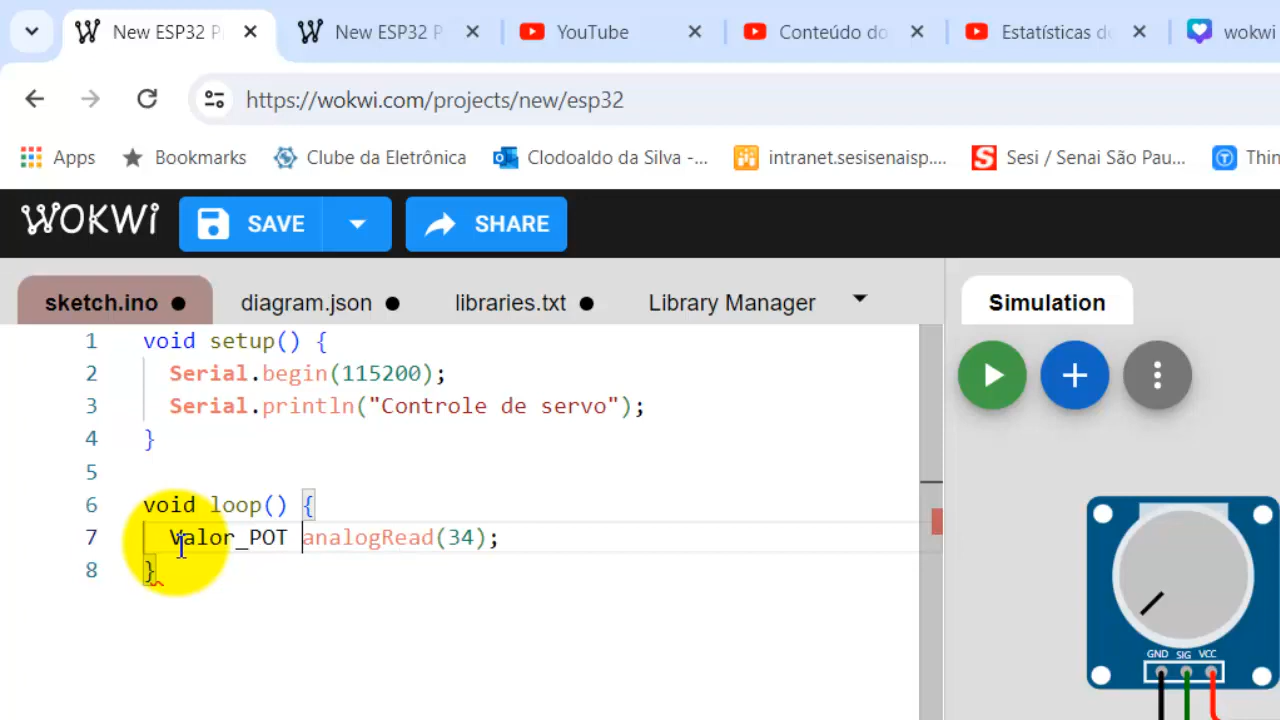 New ESP32 P
New ESP32 P
YouTube
Conteúdo do
Estatísticas d
wokwi
https://wokwi.com/projects/new/esp32
Apps
Bookmarks
Clube da Eletrônica
Clodoaldo da Silva -...
intranet.sesisenaisp....
Sesi / Senai São Pau...
Thin
WOKWi
SAVE
SHARE
sketch.ino
diagram.json
libraries.txt
Library Manager
Simulation
1 void setup() {
2 Serial.begin(115200);
3 Serial.println("Controle de servo");
4 }
5
6 void loop() {
7 Valor_POT analogRead(34);
8 }
GND SIG VCC